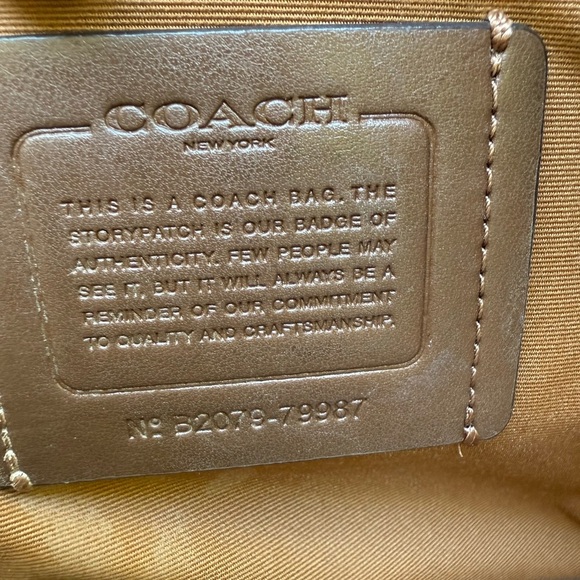 COACH
NEW YORK
THIS IS A COACH BAG. THE
STORYPATCH IS OUR BADGE OF
AUTHENTICITY. FEW PEOPLE MAY
SEE IT, BUT IT WILL ALWAYS BE A
REMINDER OF OUR COMMITMENT
TO QUALITY AND CRAFTSMANSHIP.
Nº B2079-79987